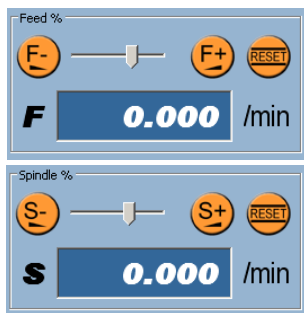 Feed %
F- F+ RESET
F 0.000 /min
Spindle %
S- S+ RESET
S 0.000 /min